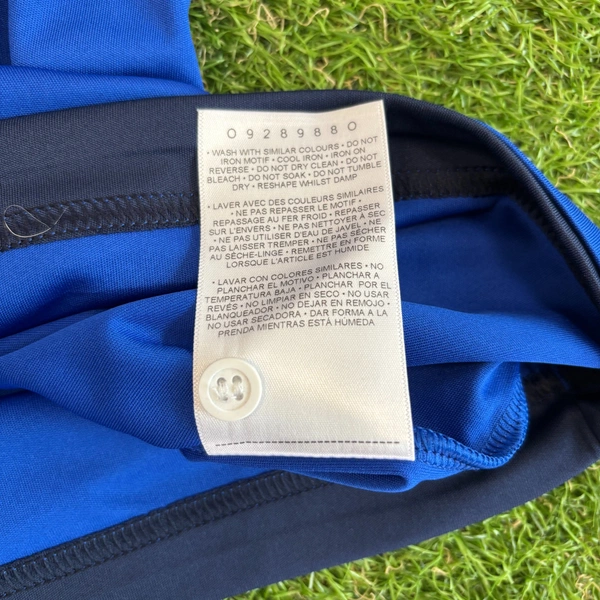 09289880
• WASH WITH SIMILAR COLOURS • DO NOT
IRON MOTIF • COOL IRON • IRON ON
REVERSE • DO NOT DRY CLEAN • DO NOT
BLEACH • DO NOT SOAK • DO NOT TUMBLE
DRY • RESHAPE WHILST DAMP
• LAVER AVEC DES COULEURS SIMILAIRES
• NE PAS REPASSER LE MOTIF •
REPASSAGE AU FER FROID • REPASSER
SUR L'ENVERS • NE PAS NETTOYER À SEC
• NE PAS UTILISER D'EAU DE JAVEL • NE
PAS LAISSER TREMPER • NE PAS SÉCHER
AU SÈCHE-LINGE • REMETTRE EN FORME
LORSQUE L'ARTICLE EST HUMIDE
• LAVAR CON COLORES SIMILARES • NO
PLANCHAR EL MOTIVO • PLANCHAR A
TEMPERATURA BAJA • PLANCHAR POR EL
REVÉS • NO LIMPIAR EN SECO • NO USAR
BLANQUEADOR • NO DEJAR EN REMOJO •
NO USAR SECADORA • DAR FORMA A LA
PRENDA MIENTRAS ESTÁ HÚMEDA